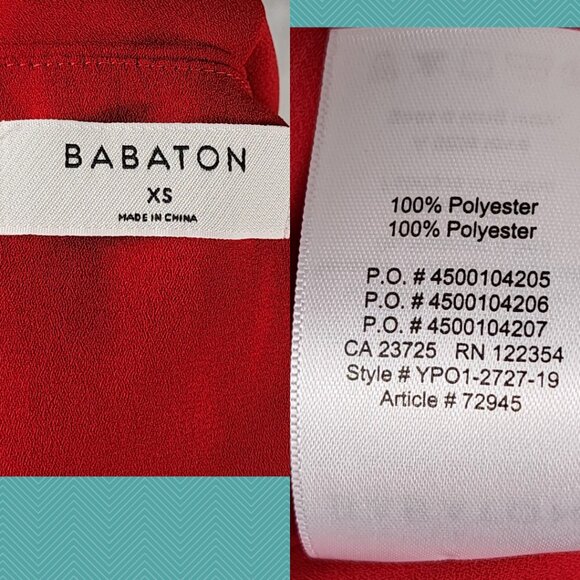 BABATON
XS
MADE IN CHINA
100% Polyester
100% Polyester
P.O. # 4500104205
P.O. # 4500104206
P.O. # 4500104207
CA 23725 RN 122354
Style # YPO1-2727-19
Article # 72945